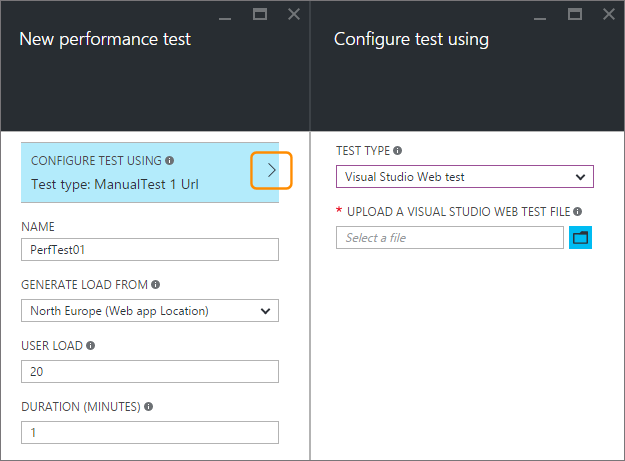 New performance test
CONFIGURE TEST USING
Test type: ManualTest 1 Url
NAME
PerfTest01
GENERATE LOAD FROM
North Europe (Web app Location)
USER LOAD
20
DURATION (MINUTES)
1
Configure test using
TEST TYPE
Visual Studio Web test
* UPLOAD A VISUAL STUDIO WEB TEST FILE
Select a file